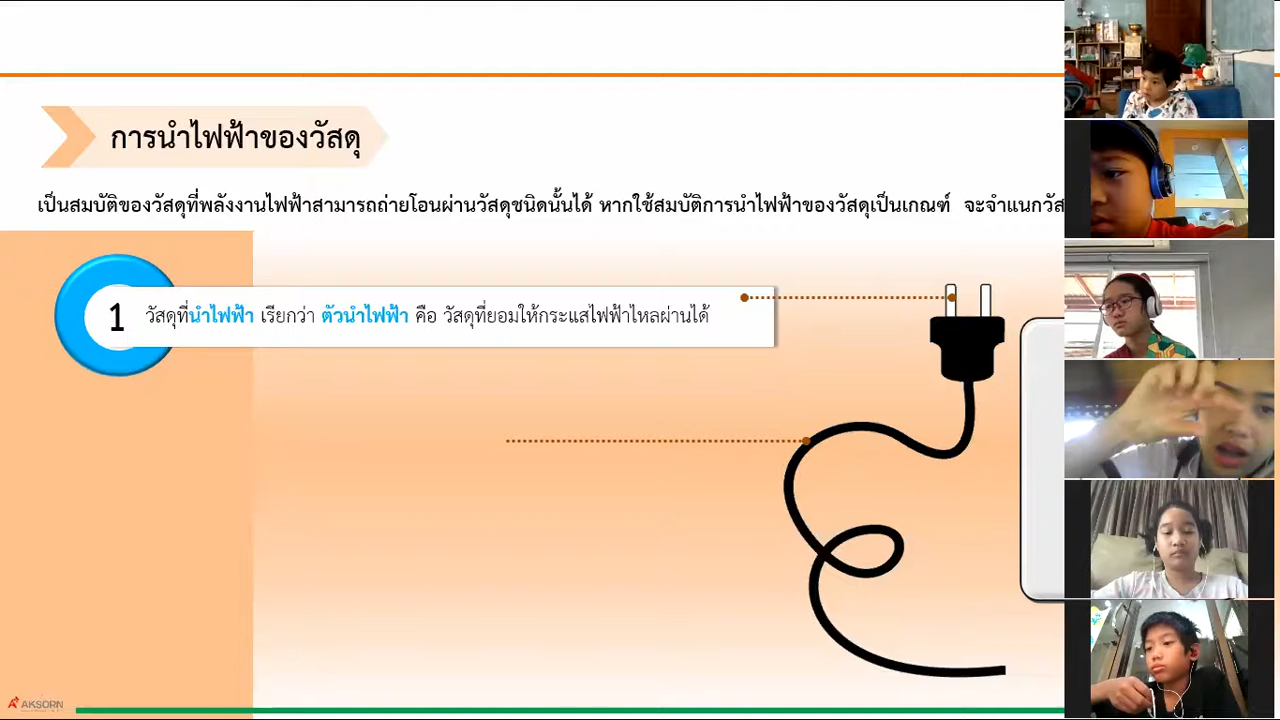 การนำไฟฟ้าของวัสดุ
เป็นสมบัติของวัสดุที่พลังงานไฟฟ้าสามารถถ่ายโอนผ่านวัสดุชนิดนั้นได้ หากใช้สมบัติการนำไฟฟ้าของวัสดุเป็นเกณฑ์ จะจำแนกวัส
1 วัสดุที่นำไฟฟ้า เรียกว่า ตัวนำไฟฟ้า คือ วัสดุที่ยอมให้กระแสไฟฟ้าไหลผ่านได้
AKSORN